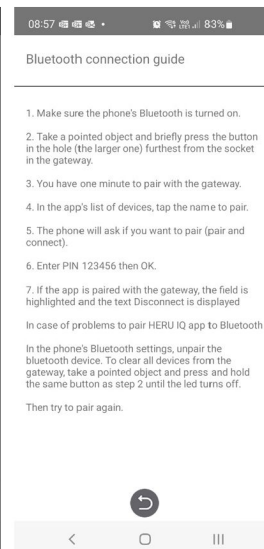 08:57 83%
Bluetooth connection guide
1. Make sure the phone's Bluetooth is turned on.
2. Take a pointed object and briefly press the button
in the hole (the larger one) furthest from the socket
in the gateway.
3. You have one minute to pair with the gateway.
4. In the app's list of devices, tap the name to pair.
5. The phone will ask if you want to pair (pair and
connect).
6. Enter PIN 123456 then OK.
7. If the app is paired with the gateway, the field is
highlighted and the text Disconnect is displayed
In case of problems to pair HERU IQ app to Bluetooth
In the phone's Bluetooth settings, unpair the
bluetooth device. To clear all devices from the
gateway, take a pointed object and press and hold
the same button as step 2 until the led turns off.
Then try to pair again.